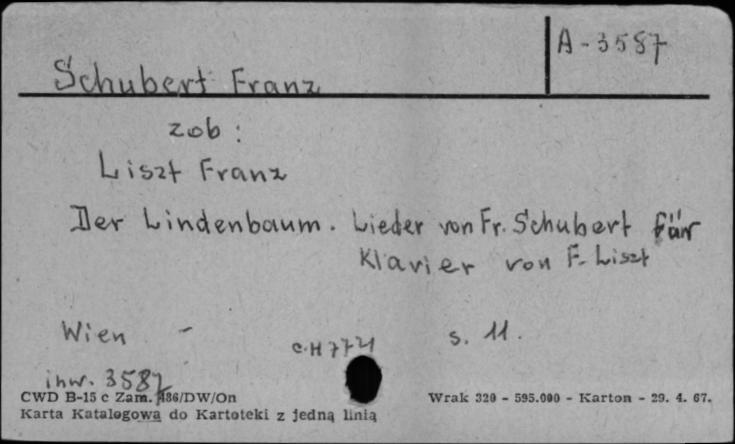 A-3587
Schubert Franz
zob:
Liszt Franz
Der Lindenbaum. Lieder von Fr. Schubert für
Klavier von F. Liszt
Wien - s. 11.
inw. 3587
CWD B-15 c Zam. 486/DW/On Wrak 320 - 595.000 - Karton - 29. 4. 67.
Karta Katalogowa do Kartoteki z jedną linią